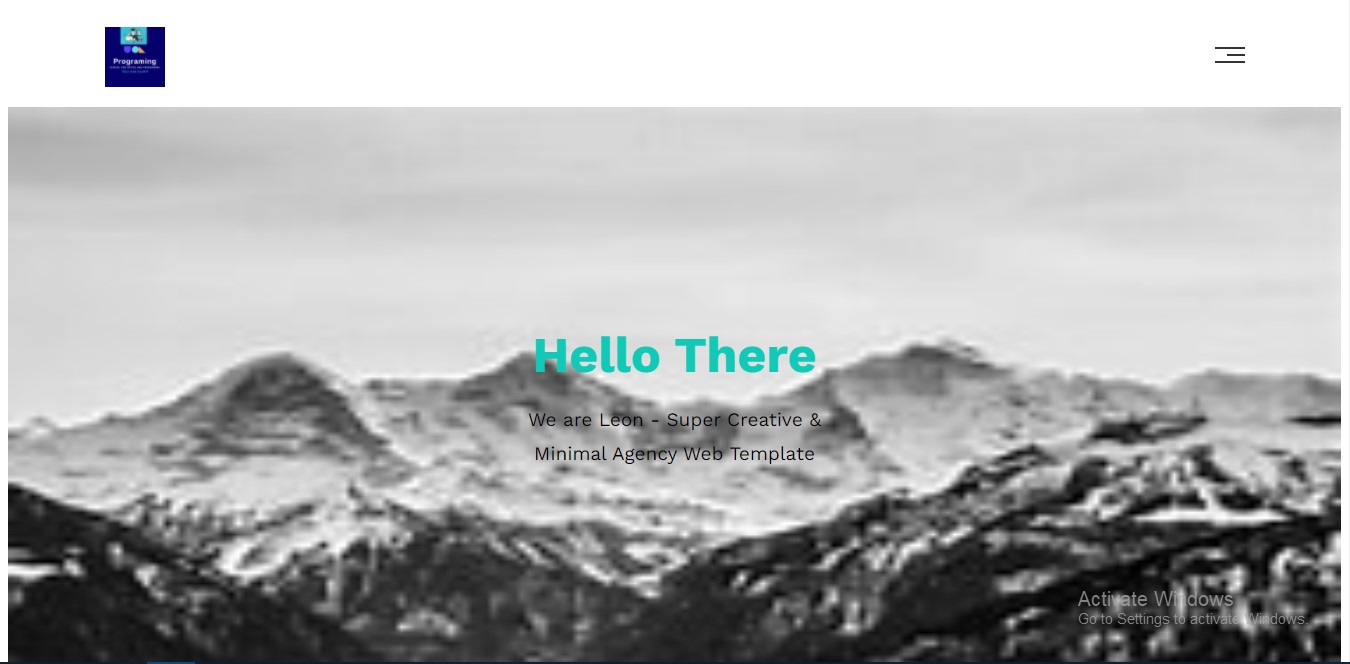 Programing
Hello There
We are Leon - Super Creative &
Minimal Agency Web Template
Activate Windows
Go to Settings to activate Windows.